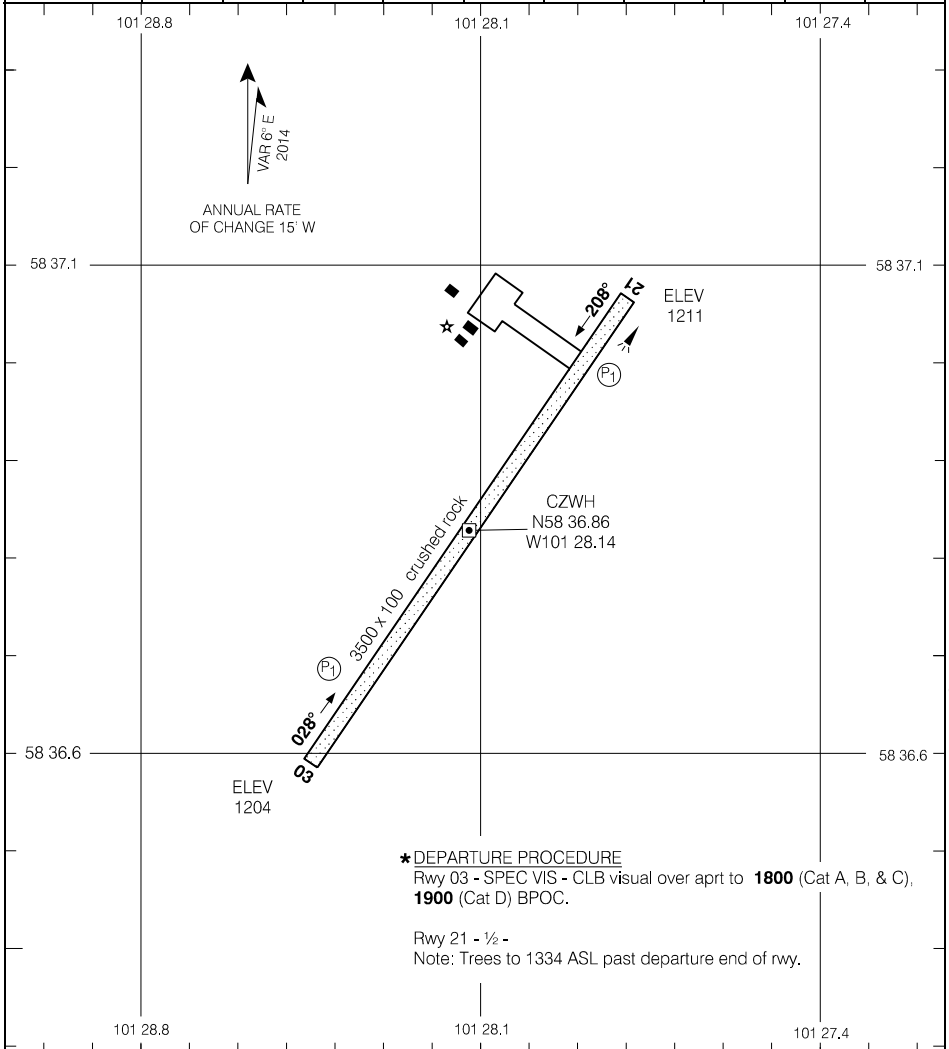 101 28.8
101 28.1
101 27.4
VAR 6° E
2014
ANNUAL RATE
OF CHANGE 15' W
58 37.1
58 37.1
208°
21
ELEV
1211
P1
CZWH
N58 36.86
W101 28.14
3500 x 100 crushed rock
P1
028°
03
58 36.6
58 36.6
ELEV
1204
*DEPARTURE PROCEDURE
Rwy 03 - SPEC VIS - CLB visual over aprt to 1800 (Cat A, B, & C),
1900 (Cat D) BPOC.
Rwy 21 - ½ -
Note: Trees to 1334 ASL past departure end of rwy.
101 28.8
101 28.1
101 27.4